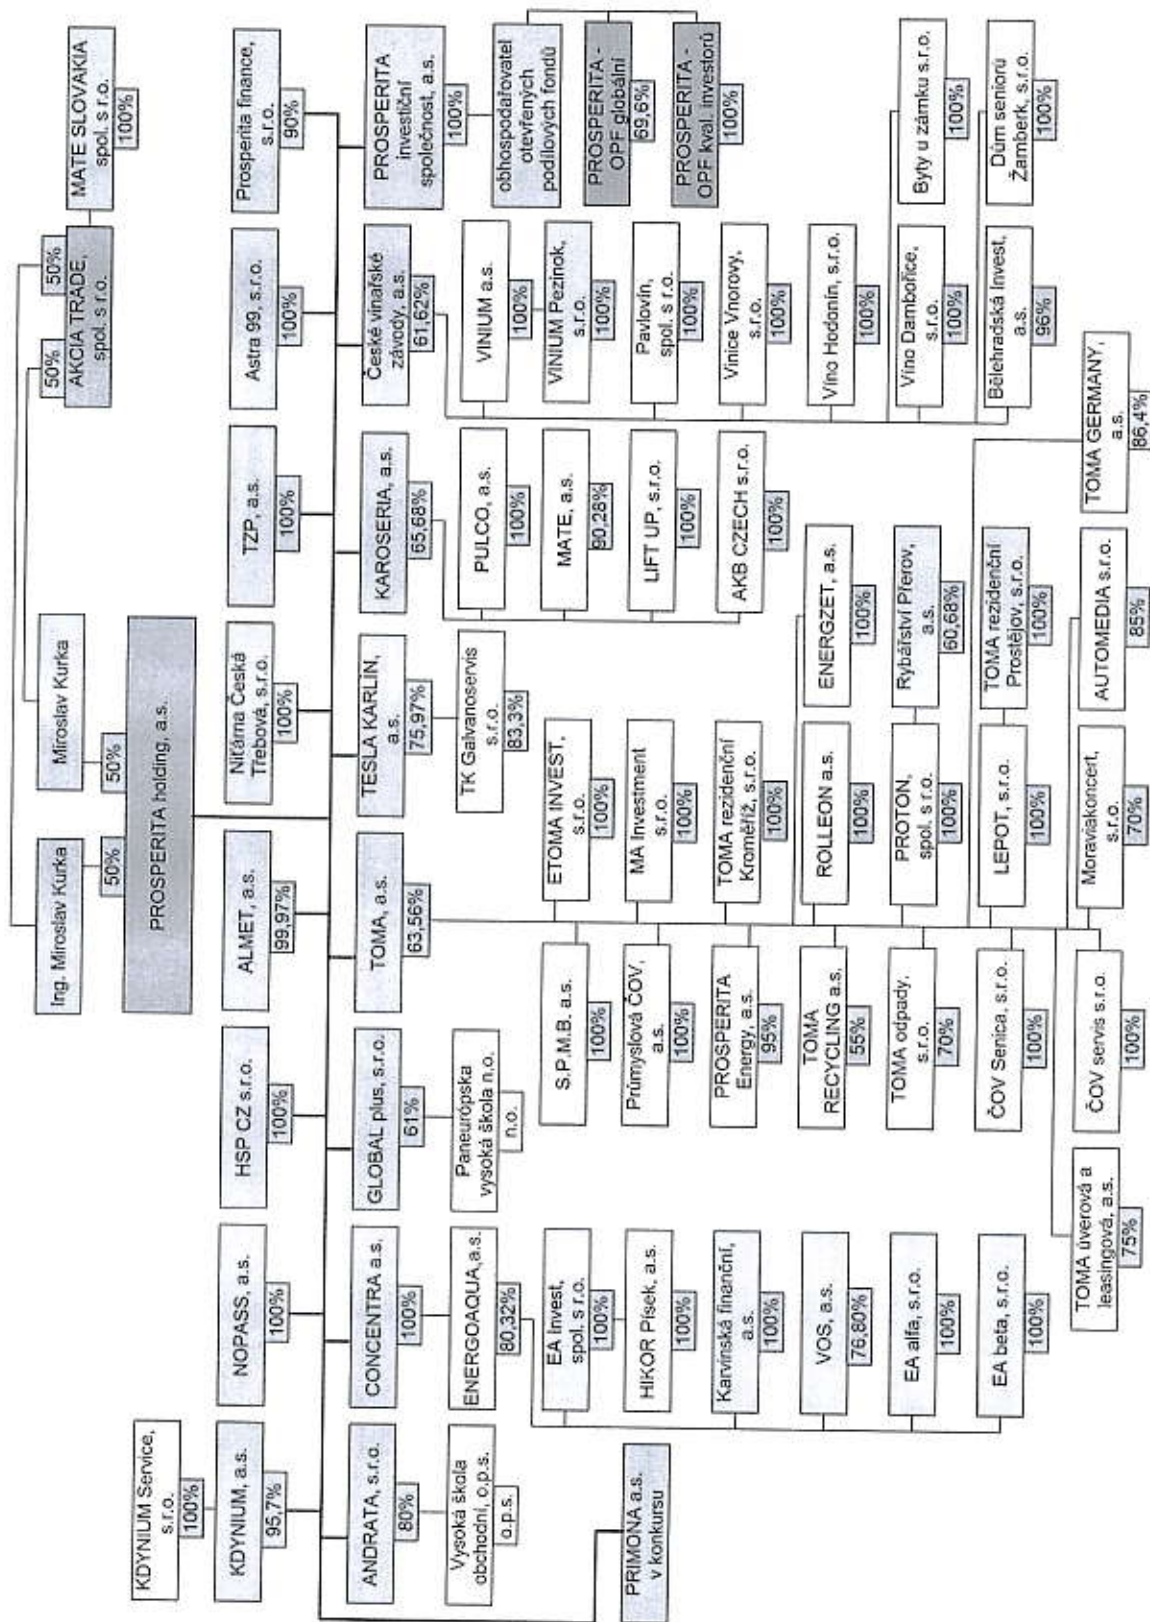 Ing. Miroslav Kurka
Miroslav Kurka
50%
50%
50%
50%
AKCIA TRADE,
spol. s r.o.
MATE SLOVAKIA
spol. s r.o.
100%
PROSPERITA holding, a.s.
KDYNIUM Service,
s.r.o.
100%
KDYNIUM, a.s.
95,7%
NOPASS, a.s.
100%
HSP CZ s.r.o.
100%
ALMET, a.s.
99,97%
Niťárna Česká
Třebová, s.r.o.
100%
TZP, a.s.
100%
Astra 99, s.r.o.
100%
Prosperita finance,
s.r.o.
90%
ANDRATA, s.r.o.
80%
Vysoká škola
obchodní, o.p.s.
o.p.s.
PRIMONA a.s.
v konkursu
CONCENTRA a.s.
100%
ENERGOAQUA,a.s.
80,32%
EA Invest,
spol. s r.o.
100%
HIKOR Písek, a.s.
100%
Karvinská finanční,
a.s.
100%
VOS, a.s.
76,80%
EA alfa, s.r.o.
100%
EA beta, s.r.o.
100%
GLOBAL plus, s.r.o.
61%
Paneurópska
vysoká škola n.o.
n.o.
TOMA, a.s.
63,56%
S.P.M.B. a.s.
100%
ETOMA INVEST,
s.r.o.
100%
Průmyslová ČOV,
a.s.
100%
MA Investment
s.r.o.
100%
PROSPERITA
Energy, a.s.
95%
TOMA rezidenční
Kroměříž, s.r.o.
100%
TOMA
RECYCLING a.s.
55%
ROLLEON a.s.
100%
ENERGZET, a.s.
100%
TOMA odpady,
s.r.o.
70%
PROTON,
spol. s r.o.
100%
Rybářství Přerov,
a.s.
60,68%
ČOV Senica, s.r.o.
100%
LEPOT, s.r.o.
100%
TOMA rezidenční
Prostějov, s.r.o.
100%
TOMA úverová a
leasingová, a.s.
75%
ČOV servis s.r.o.
100%
Moraviakoncert,
s.r.o.
70%
AUTOMEDIA s.r.o.
85%
TOMA GERMANY,
a.s.
86,4%
TESLA KARLÍN,
a.s.
75,97%
TK Galvanoservis
s.r.o.
83,3%
KAROSERIA, a.s.
65,68%
PULCO, a.s.
100%
MATE, a.s.
90,28%
LIFT UP, s.r.o.
100%
AKB CZECH s.r.o.
100%
České vinařské
závody, a.s.
61,62%
VINIUM a.s.
100%
VINIUM Pezinok,
s.r.o.
100%
Pavlovín,
spol. s r.o.
100%
Vinice Vnorovy,
s.r.o.
100%
Víno Hodonín, s.r.o.
100%
Víno Dambořice,
s.r.o.
100%
Byty u zámku s.r.o.
100%
Bělehradská Invest,
a.s.
96%
Dům seniorů
Žamberk, s.r.o.
100%
PROSPERITA
investiční
společnost, a.s.
100%
obhospodařovatel
otevřených
podílových fondů
PROSPERITA -
OPF globální
69,6%
PROSPERITA -
OPF kval. investorů
100%